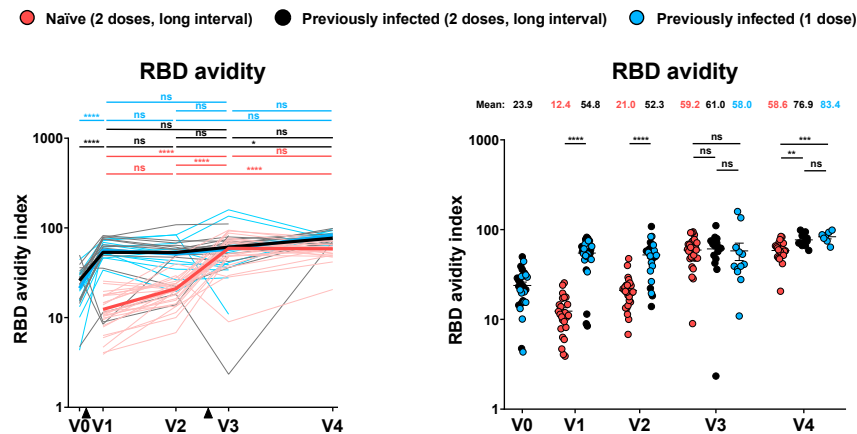 Naïve (2 doses, long interval) Previously infected (2 doses, long interval) Previously infected (1 dose)
RBD avidity
ns
ns ns
**** ns ns
ns ns
**** ns *
**** ns
****
ns ****
RBD avidity index
1000
100
10
1
V0 V1 V2 V3 V4
RBD avidity
Mean: 23.9 12.4 54.8 21.0 52.3 59.2 61.0 58.0 58.6 76.9 83.4
**** **** ns ***
ns **
ns ns
RBD avidity index
1000
100
10
1
V0 V1 V2 V3 V4